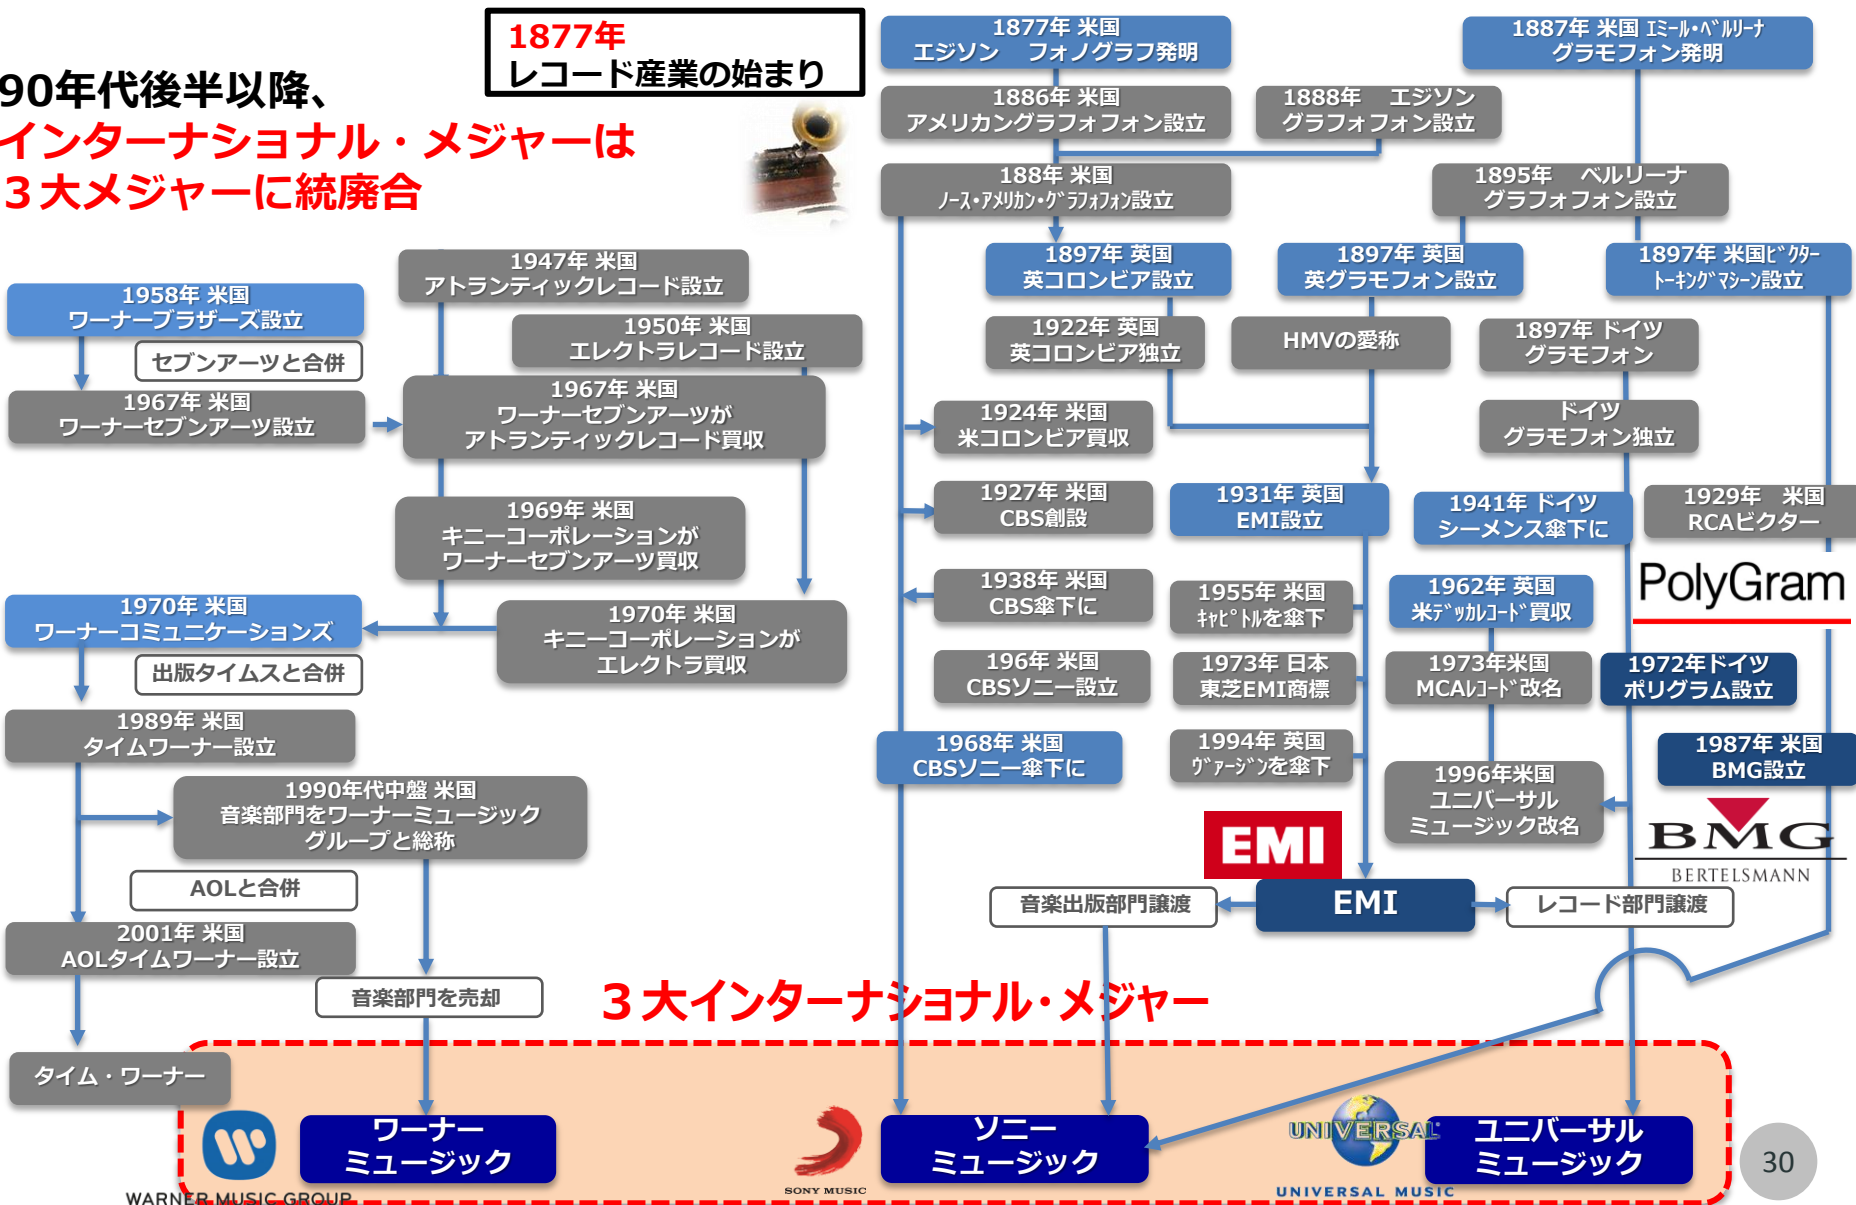 1877年
レコード産業の始まり
90年代後半以降、
インターナショナル・メジャーは
３大メジャーに統廃合
1877年 米国
エジソン フォノグラフ発明
1887年 米国 ｴﾐｰﾙ･ﾍﾞﾙﾘｰﾅ
グラモフォン発明
1886年 米国
アメリカングラフォフォン設立
1888年 エジソン
グラフォフォン設立
188年 米国
ﾉｰｽ･ｱﾒﾘｶﾝ･ｸﾞﾗﾌｫﾌｫﾝ設立
1895年 ベルリーナ
グラフォフォン設立
1897年 英国
英コロンビア設立
1897年 英国
英グラモフォン設立
1897年 米国ﾋﾞｸﾀｰ
ﾄｰｷﾝｸﾞﾏｼｰﾝ設立
1947年 米国
アトランティックレコード設立
1958年 米国
ワーナーブラザーズ設立
1950年 米国
エレクトラレコード設立
セブンアーツと合併
1922年 英国
英コロンビア独立
HMVの愛称
1897年 ドイツ
グラモフォン
1967年 米国
ワーナーセブンアーツ設立
1967年 米国
ワーナーセブンアーツが
アトランティックレコード買収
1924年 米国
米コロンビア買収
ドイツ
グラモフォン独立
1969年 米国
キニーコーポレーションが
ワーナーセブンアーツ買収
1927年 米国
CBS創設
1931年 英国
EMI設立
1941年 ドイツ
シーメンス傘下に
1929年 米国
RCAビクター
PolyGram
1938年 米国
CBS傘下に
1955年 米国
ｷｬﾋﾟﾄﾙを傘下
1962年 英国
米ﾃﾞｯｶﾚｺｰﾄﾞ買収
1970年 米国
ワーナーコミュニケーションズ
1970年 米国
キニーコーポレーションが
エレクトラ買収
出版タイムスと合併
196年 米国
CBSソニー設立
1973年 日本
東芝EMI商標
1973年米国
MCAﾚｺｰﾄﾞ改名
1972年ドイツ
ポリグラム設立
1989年 米国
タイムワーナー設立
1968年 米国
CBSソニー傘下に
1994年 英国
ｳﾞｧｰｼﾞﾝを傘下
1996年米国
ユニバーサル
ミュージック改名
1987年 米国
BMG設立
1990年代中盤 米国
音楽部門をワーナーミュージック
グループと総称
EMI
BMG
BERTELSMANN
AOLと合併
音楽出版部門譲渡
EMI
レコード部門譲渡
2001年 米国
AOLタイムワーナー設立
音楽部門を売却
３大インターナショナル・メジャー
タイム・ワーナー
WARNER MUSIC GROUP
ワーナー
ミュージック
SONY MUSIC
ソニー
ミュージック
UNIVERSAL
UNIVERSAL MUSIC
ユニバーサル
ミュージック
30